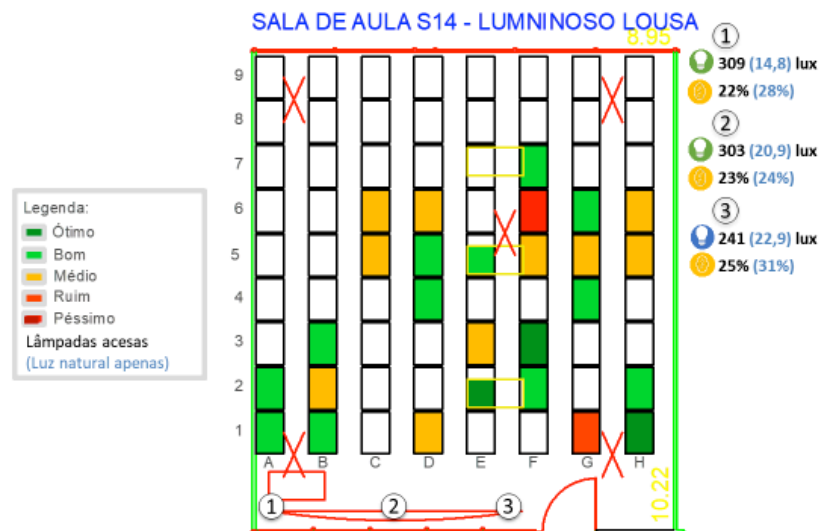 SALA DE AULA S14 - LUMNINOSO LOUSA
8.95
1
309 (14,8) lux
22% (28%)
2
303 (20,9) lux
23% (24%)
3
241 (22,9) lux
25% (31%)
9
8
7
6
5
4
3
2
1
Legenda:
Ótimo
Bom
Médio
Ruim
Péssimo
Lâmpadas acesas
(Luz natural apenas)
A B C D E F G H
1 2 3
10.22